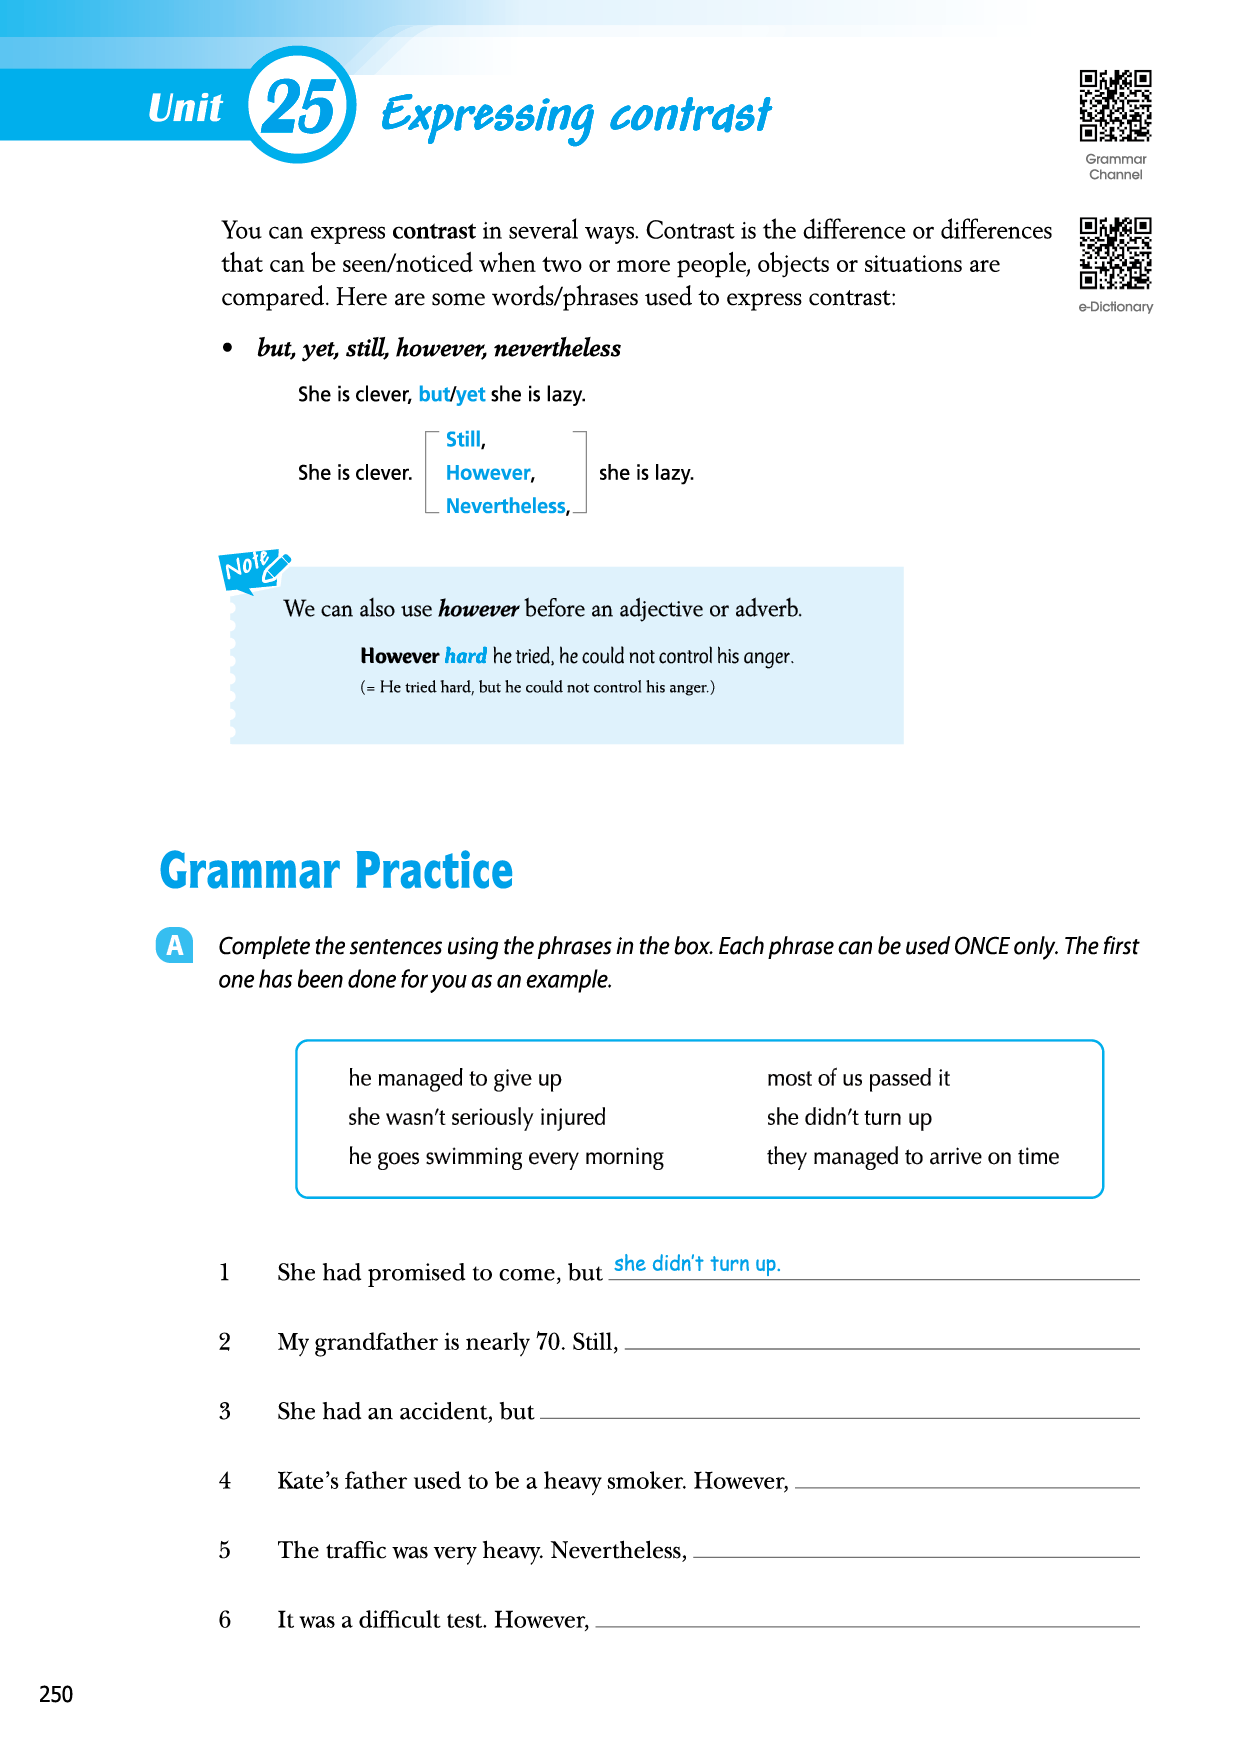 Unit 25 Expressing contrast
Grammar
Channel
You can express contrast in several ways. Contrast is the difference or differences
that can be seen/noticed when two or more people, objects or situations are
compared. Here are some words/phrases used to express contrast:
e-Dictionary
• but, yet, still, however, nevertheless
She is clever, but/yet she is lazy.
Still,
She is clever. However, she is lazy.
Nevertheless,
Note
We can also use however before an adjective or adverb.
However hard he tried, he could not control his anger.
(= He tried hard, but he could not control his anger.)
Grammar Practice
A Complete the sentences using the phrases in the box. Each phrase can be used ONCE only. The first
one has been done for you as an example.
he managed to give up most of us passed it
she wasn't seriously injured she didn't turn up
he goes swimming every morning they managed to arrive on time
1 She had promised to come, but she didn't turn up.
2 My grandfather is nearly 70. Still,
3 She had an accident, but
4 Kate's father used to be a heavy smoker. However,
5 The traffic was very heavy. Nevertheless,
6 It was a difficult test. However,
250